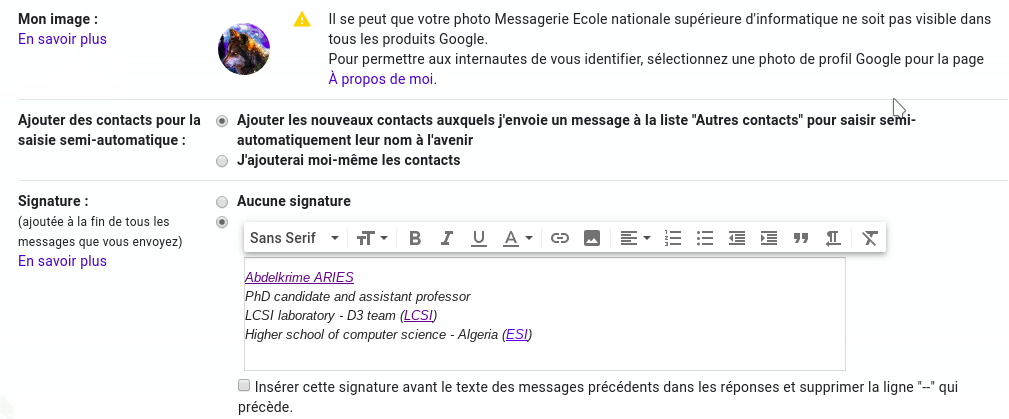 Mon image :
En savoir plus
Il se peut que votre photo Messagerie Ecole nationale supérieure d'informatique ne soit pas visible dans
tous les produits Google.
Pour permettre aux internautes de vous identifier, sélectionnez une photo de profil Google pour la page
À propos de moi.
Ajouter des contacts pour la
saisie semi-automatique :
Ajouter les nouveaux contacts auxquels j'envoie un message à la liste "Autres contacts" pour saisir semi-
automatiquement leur nom à l'avenir
J'ajouterai moi-même les contacts
Signature :
(ajoutée à la fin de tous les
messages que vous envoyez)
En savoir plus
Aucune signature
Sans Serif
Abdelkrime ARIES
PhD candidate and assistant professor
LCSI laboratory - D3 team (LCSI)
Higher school of computer science - Algeria (ESI)
Insérer cette signature avant le texte des messages précédents dans les réponses et supprimer la ligne "--" qui
précède.